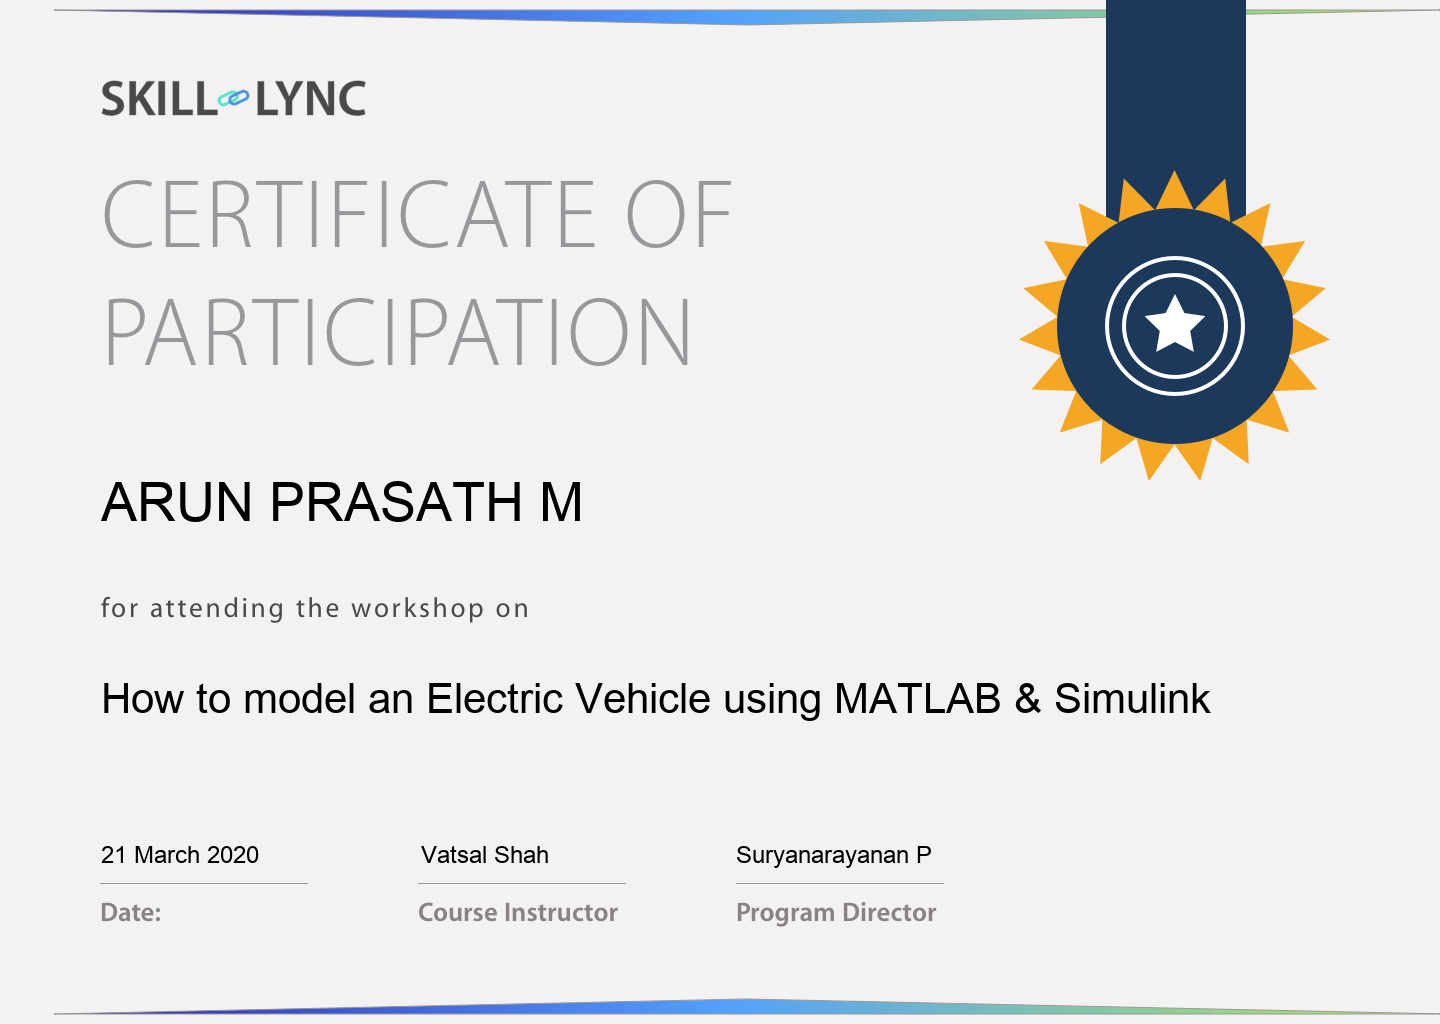 SKILL LYNC
CERTIFICATE OF
PARTICIPATION
ARUN PRASATH M
for attending the workshop on
How to model an Electric Vehicle using MATLAB & Simulink
21 March 2020
Vatsal Shah
Suryanarayanan P
Date:
Course Instructor
Program Director